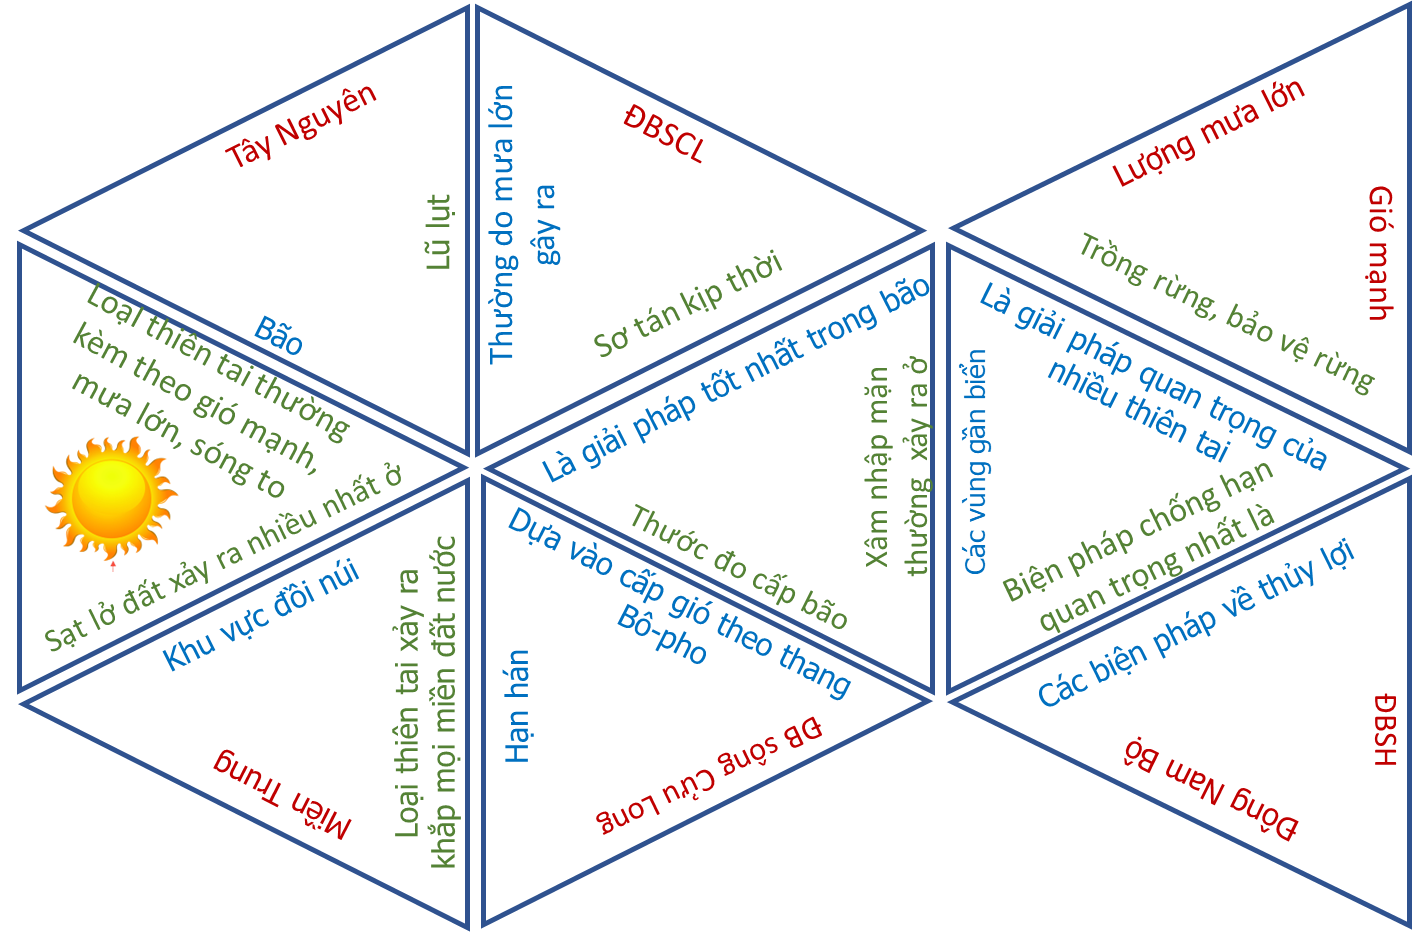 Tây Nguyên
Lũ lụt
Bão
Thường do mưa lớn
gây ra
ĐBSCL
Sơ tán kịp thời
Lượng mưa lớn
Gió mạnh
Trồng rừng, bảo vệ rừng
Loại thiên tai thường
kèm theo gió mạnh,
mưa lớn, sóng to
Sạt lở đất xảy ra nhiều nhất ở
Là giải pháp tốt nhất trong bão
Xâm nhập mặn
thường xảy ra ở
Thước đo cấp bão
Các vùng gần biển
Là giải pháp quan trọng của
nhiều thiên tai
Biện pháp chống hạn
quan trọng nhất là
Khu vực đồi núi
Loại thiên tai xảy ra
khắp mọi miền đất nước
Miền Trung
Dựa vào cấp gió theo thang
Bô-pho
Hạn hán
ĐB sông Cửu Long
Các biện pháp về thủy lợi
ĐBSH
Đông Nam Bộ